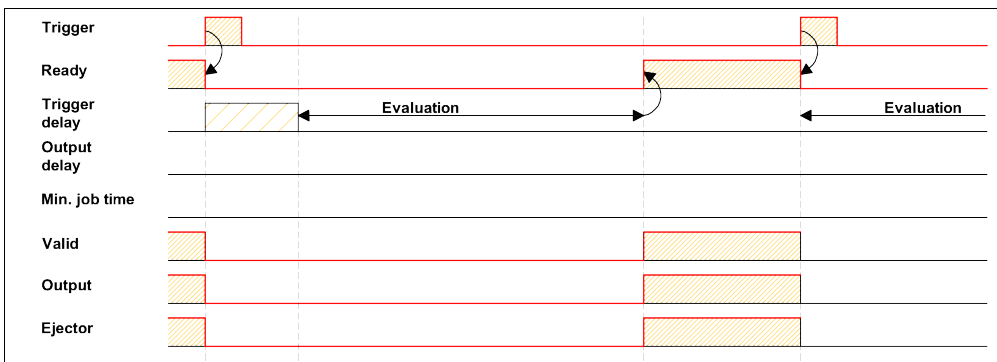 Trigger
Ready
Trigger
delay
Evaluation
Evaluation
Output
delay
Min. job time
Valid
Output
Ejector